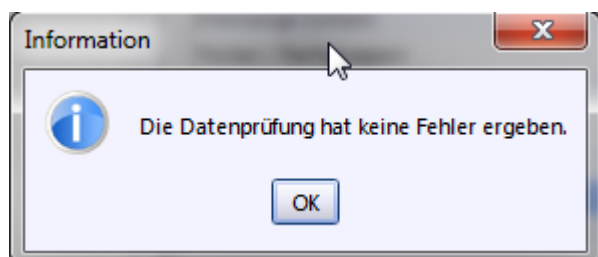 Information
Die Datenprüfung hat keine Fehler ergeben.
OK